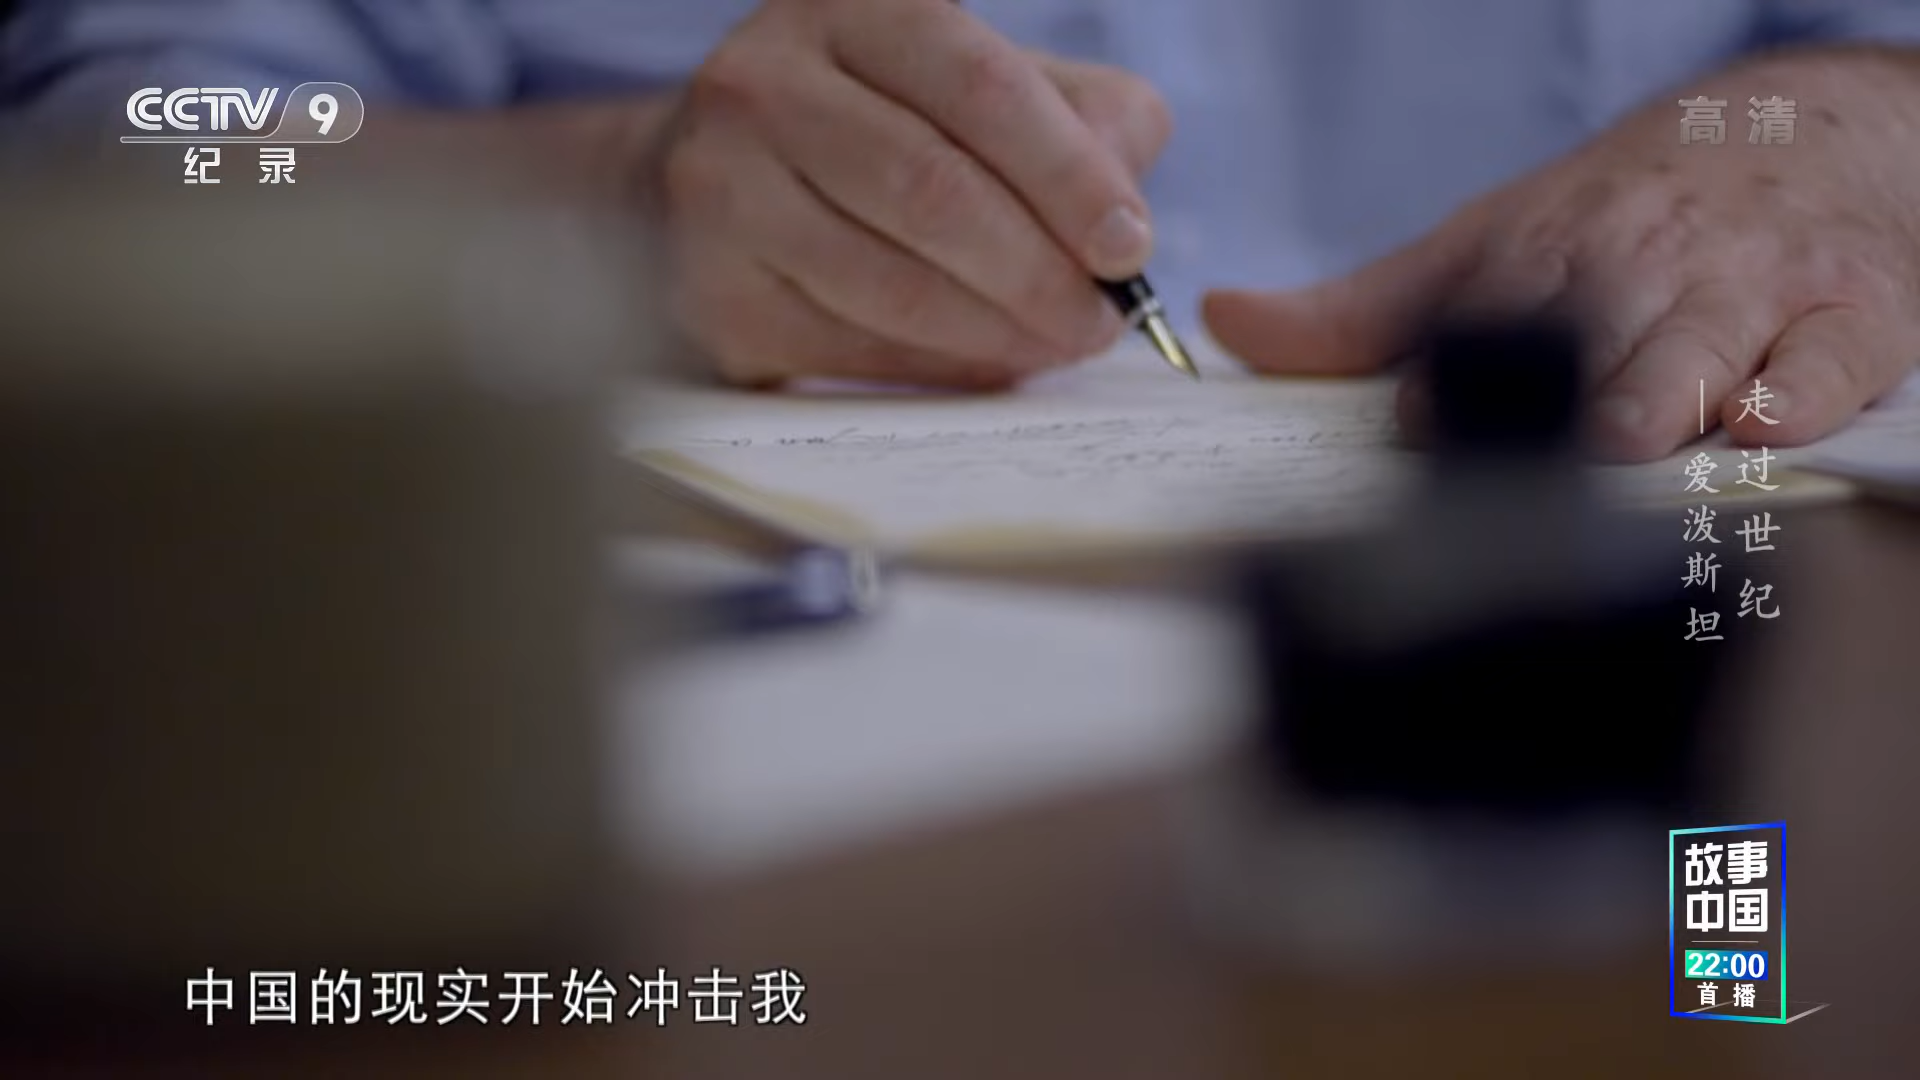 CCTV 9
纪录
高清
走过世纪
—爱泼斯坦
故事
中国
22:00
首播
中国的现实开始冲击我